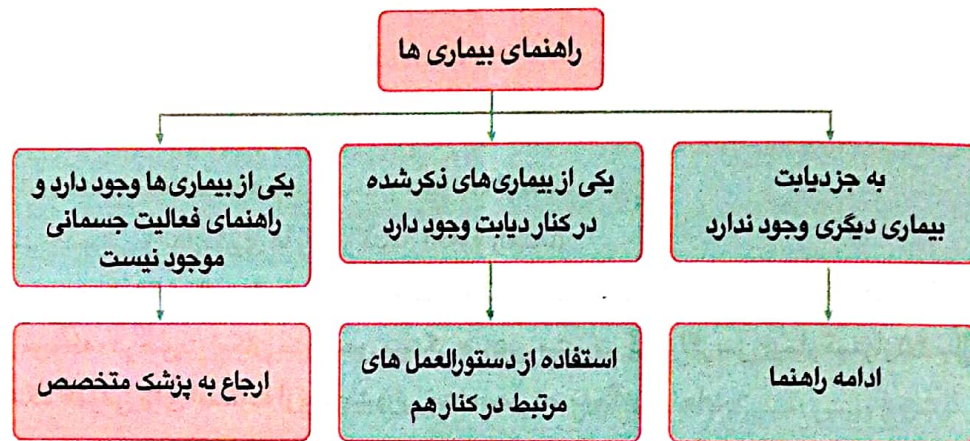 راهنمای بیماری ها
به جز دیابت
بیماری دیگری وجود ندارد
یکی از بیماری های ذکر شده
در کنار دیابت وجود دارد
یکی از بیماری ها وجود دارد و
راهنمای فعالیت جسمانی
موجود نیست
ادامه راهنما
استفاده از دستورالعمل های
مرتبط در کنار هم
ارجاع به پزشک متخصص